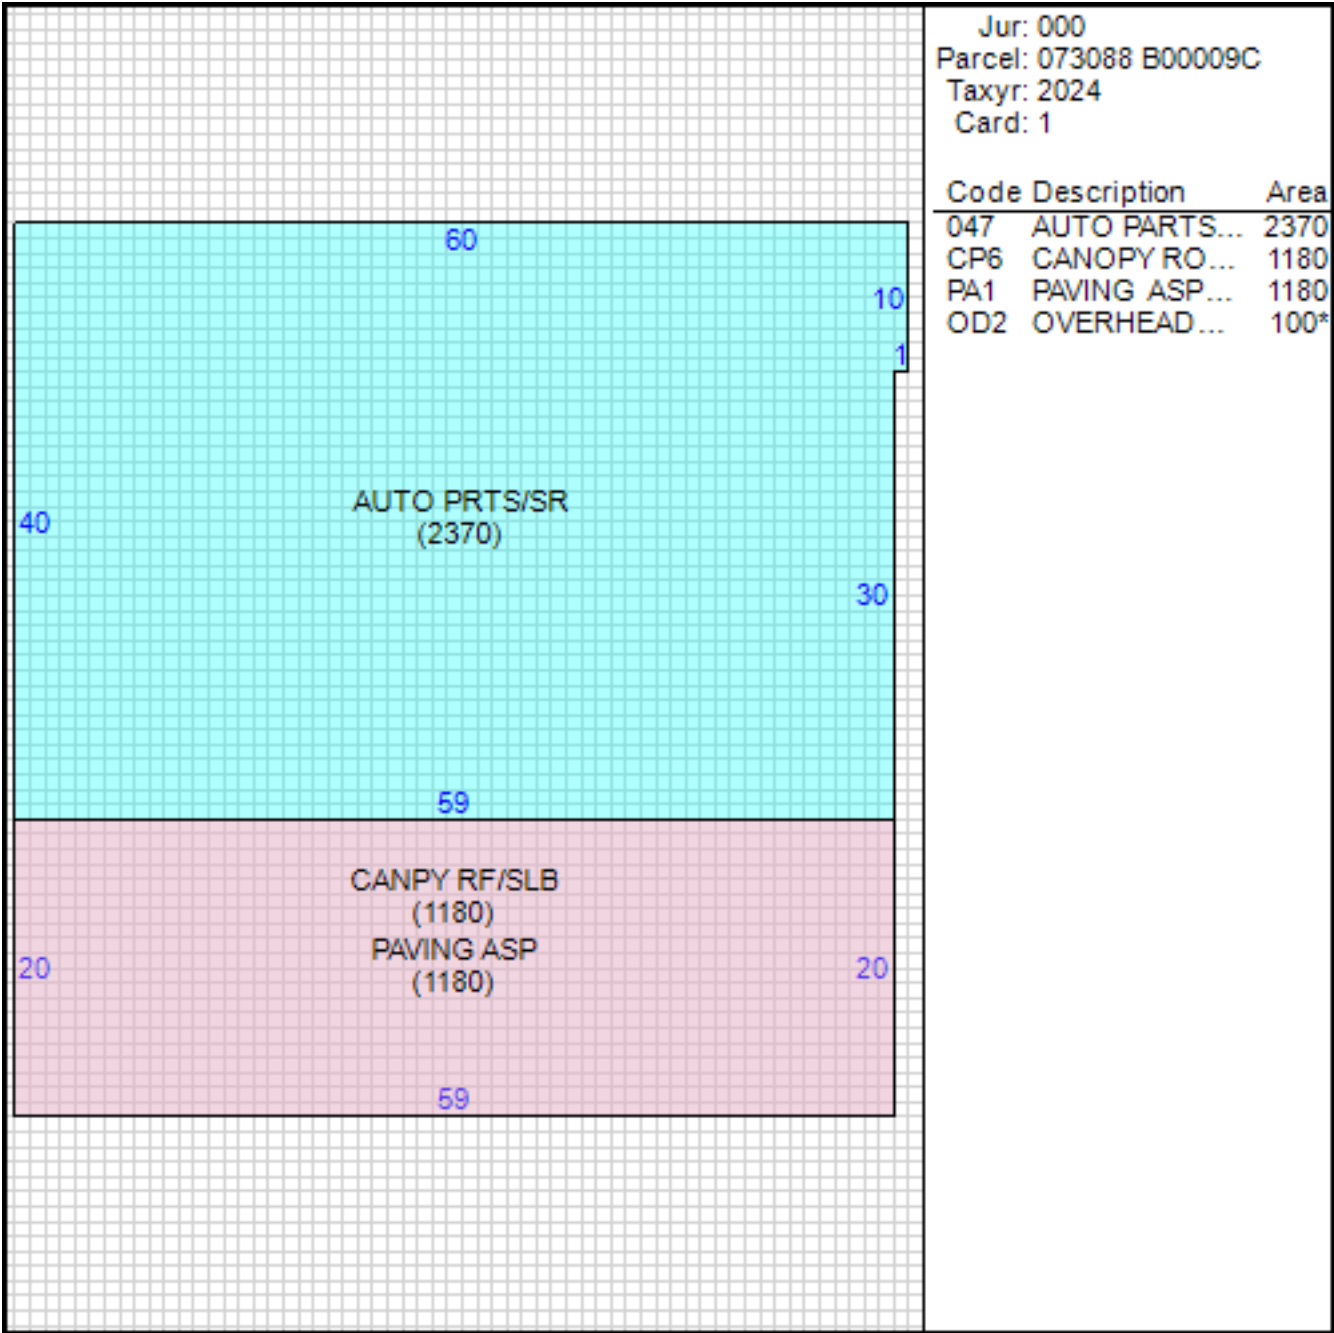 Jur: 000
Parcel: 073088 B00009C
Taxyr: 2024
Card: 1
Code Description Area
047 AUTO PARTS... 2370
CP6 CANOPY RO... 1180
PA1 PAVING ASP... 1180
OD2 OVERHEAD... 100*
60
10
1
AUTO PRTS/SR
(2370)
40
30
59
CANPY RF/SLB
(1180)
PAVING ASP
(1180)
20
20
59